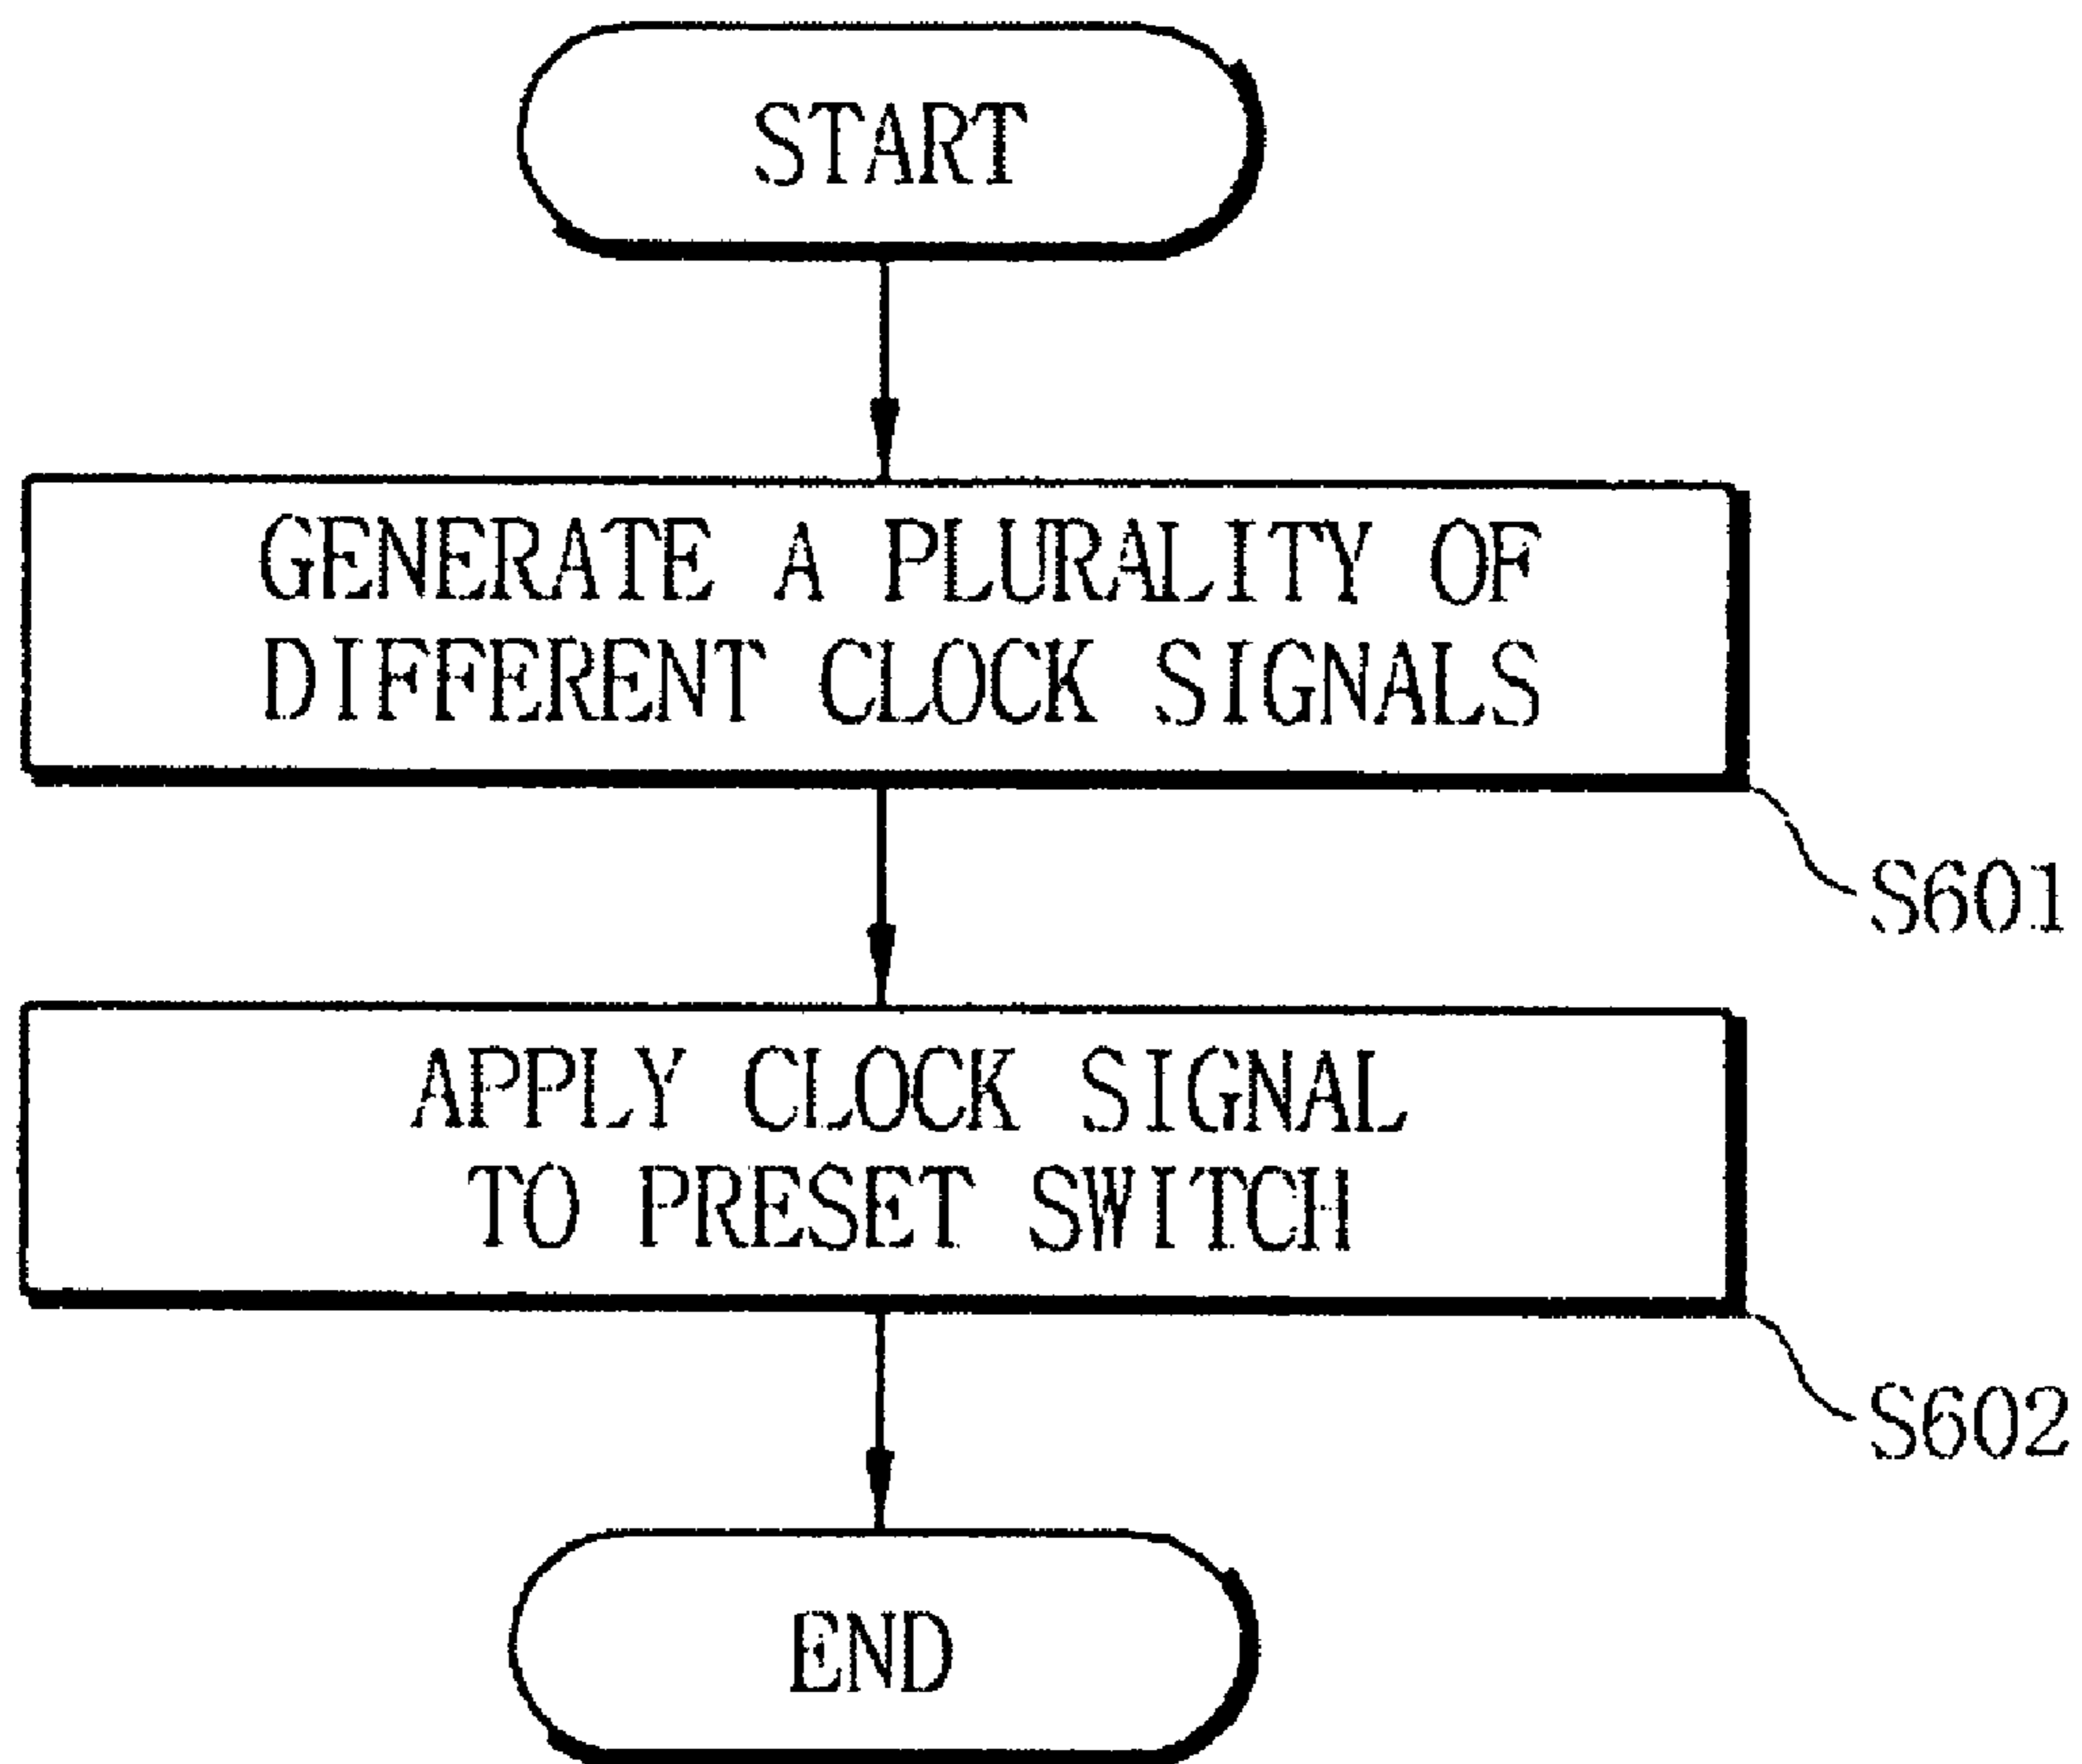 START
GENERATE A PLURALITY OF
DIFFERENT CLOCK SIGNALS
S601
APPLY CLOCK SIGNAL
TO PRESET SWITCH
S602
END